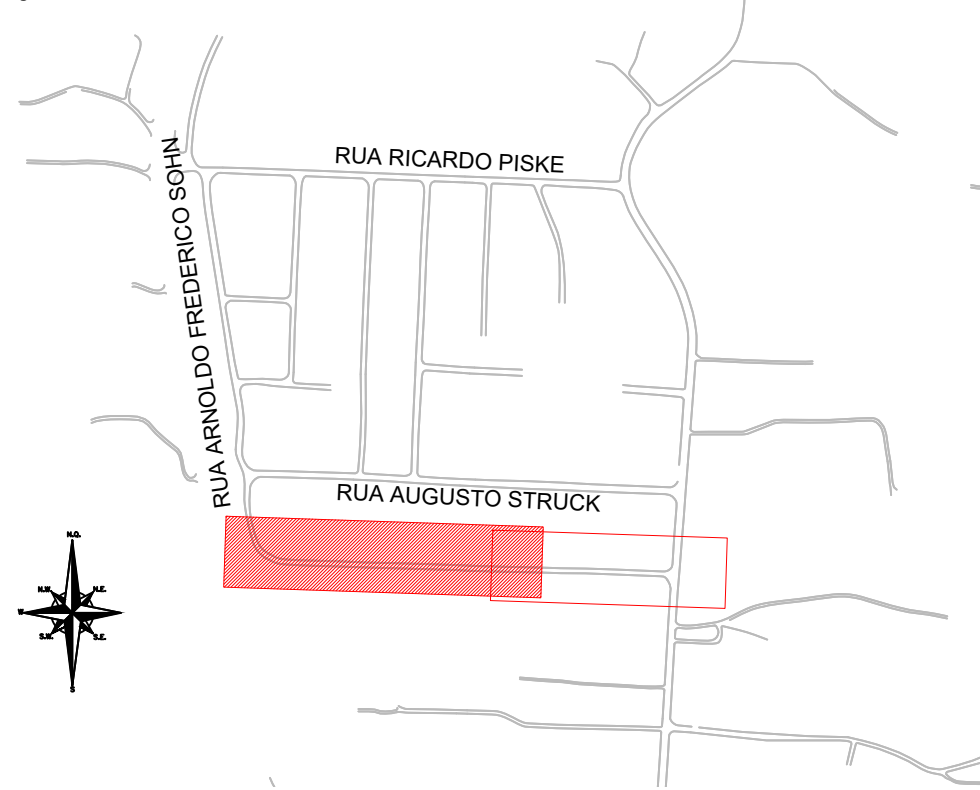 RUA RICARDO PISKE
RUA ARNOLDO FREDERICO SOHN
RUA AUGUSTO STRUCK
N.O.
N.W
N.E.
W
S.W.
S.E.
S